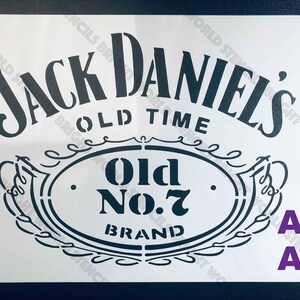 JACK DANIEL'S
OLD TIME
Old
No.7
BRAND
A
A